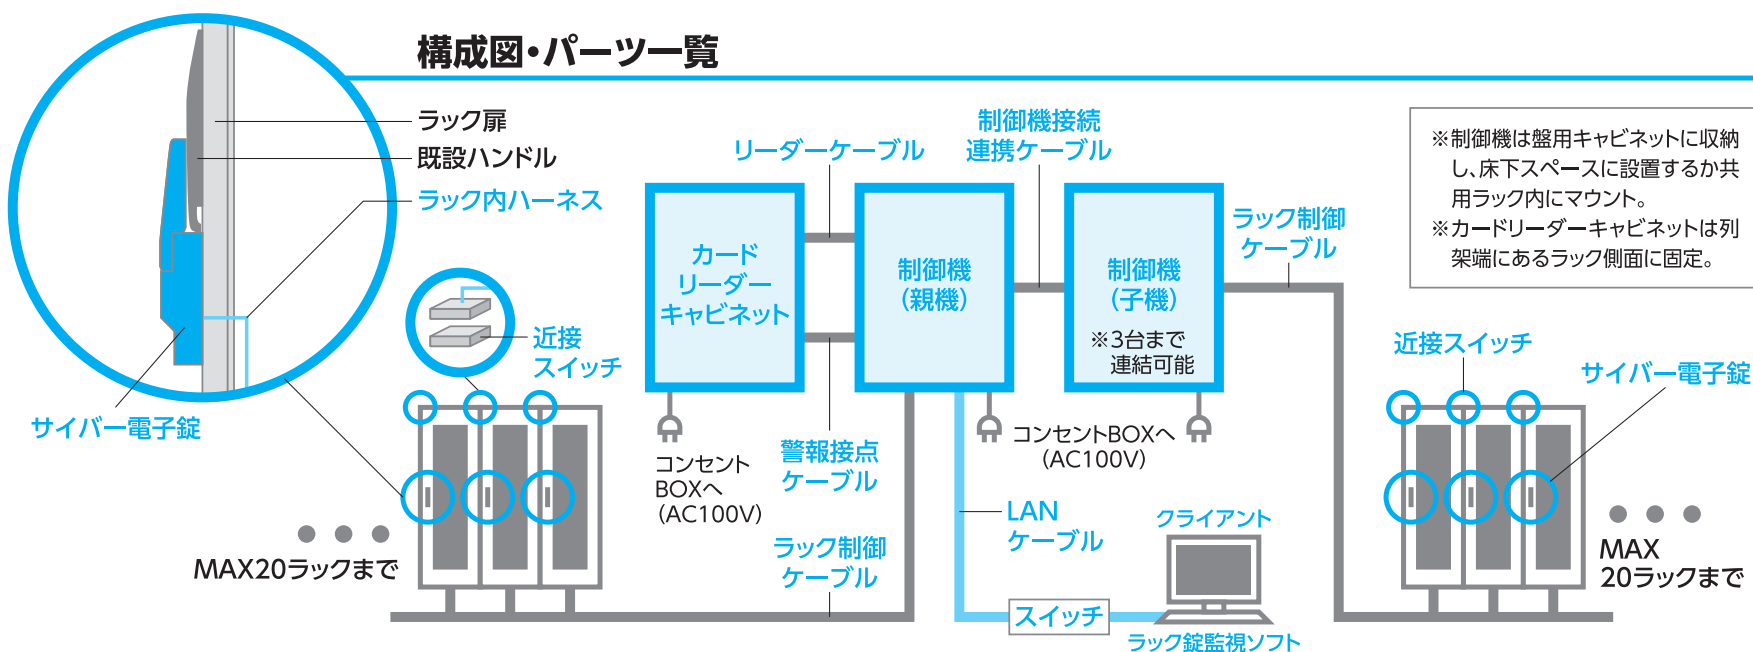 構成図・パーツ一覧
ラック扉
既設ハンドル
ラック内ハーネス
サイバー電子錠
近接
スイッチ
MAX20ラックまで
リーダーケーブル
制御機接続
連携ケーブル
カード
リーダー
キャビネット
制御機
（親機）
制御機
（子機）
※3台まで
連結可能
ラック制御
ケーブル
コンセント
BOXへ
（AC100V）
警報接点
ケーブル
コンセントBOXへ
（AC100V）
ラック制御
ケーブル
LAN
ケーブル
クライアント
スイッチ
ラック錠監視ソフト
※制御機は盤用キャビネットに収納
し、床下スペースに設置するか共
用ラック内にマウント。
※カードリーダーキャビネットは列
架端にあるラック側面に固定。
近接スイッチ
サイバー電子錠
MAX
20ラックまで